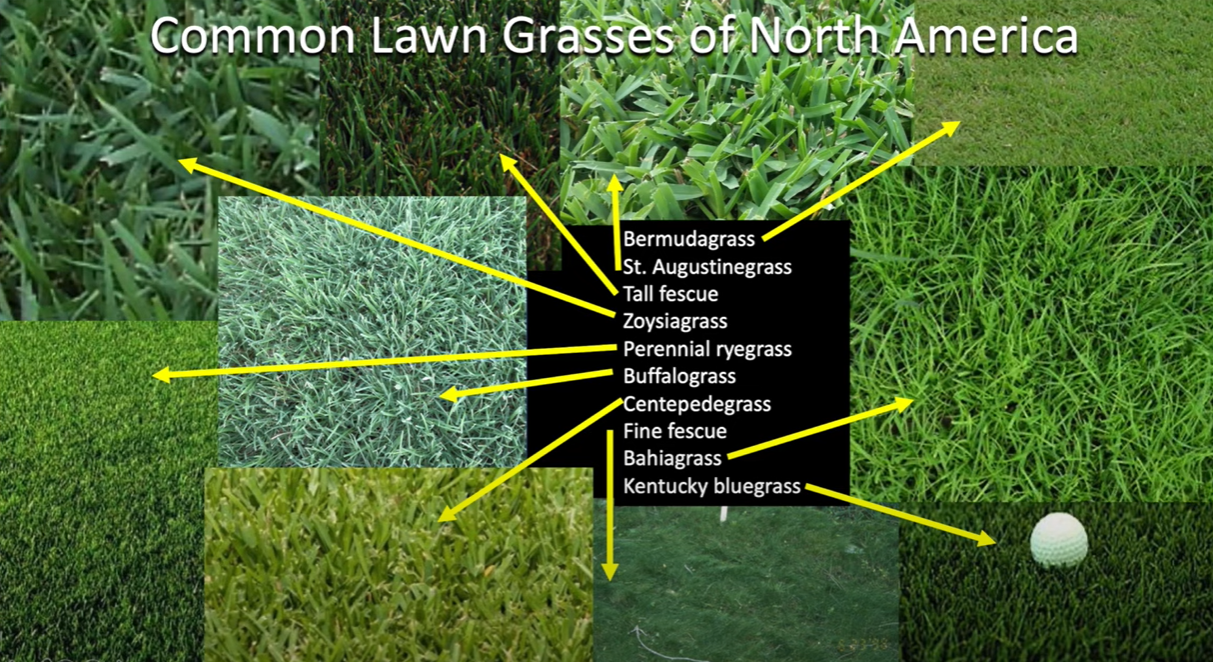 Common Lawn Grasses of North America
Bermudagrass
St. Augustinegrass
Tall fescue
Zoysiagrass
Perennial ryegrass
Buffalograss
Centepedegrass
Fine fescue
Bahiagrass
Kentucky bluegrass